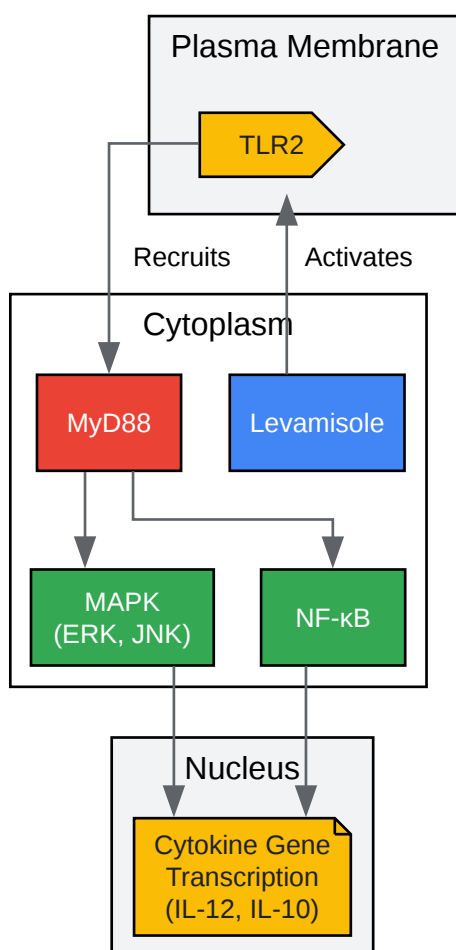 Plasma Membrane
TLR2
Recruits
Activates
Cytoplasm
MyD88
Levamisole
MAPK
(ERK, JNK)
NF-κB
Nucleus
Cytokine Gene
Transcription
(IL-12, IL-10)